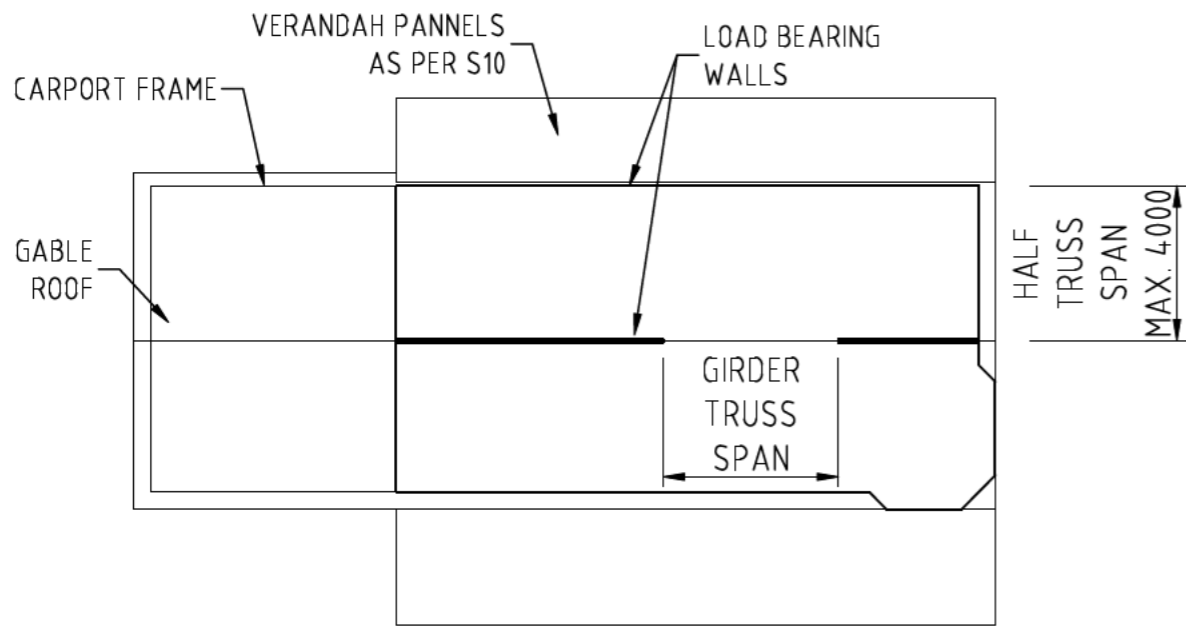 VERANDAH PANNELS
AS PER S10
LOAD BEARING
WALLS
CARPORT FRAME
GABLE
ROOF
HALF
TRUSS
SPAN
MAX. 4000
GIRDER
TRUSS
SPAN